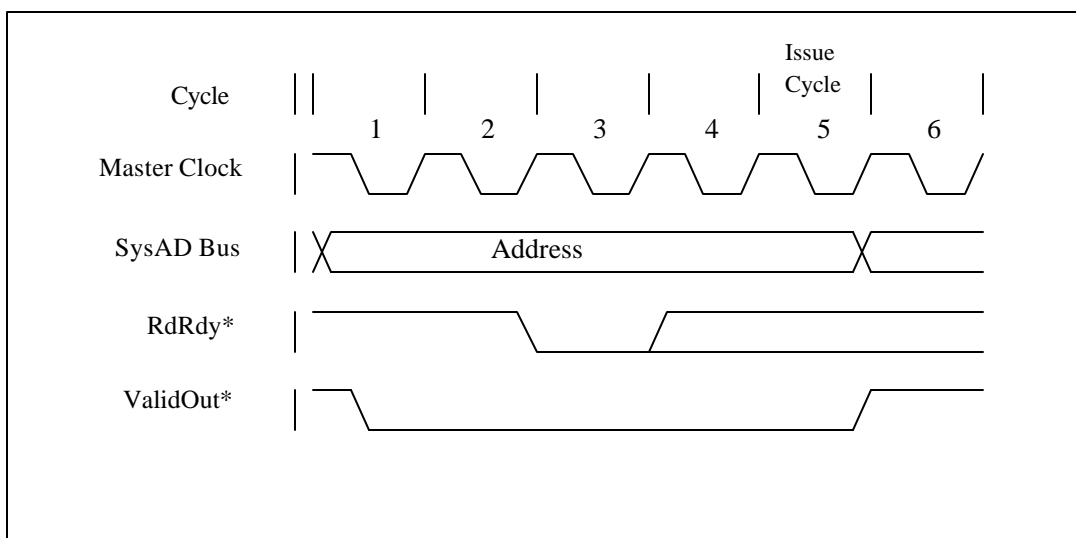 Issue
Cycle
Cycle
1 2 3 4 5 6
Master Clock
SysAD Bus
Address
RdRdy*
ValidOut*